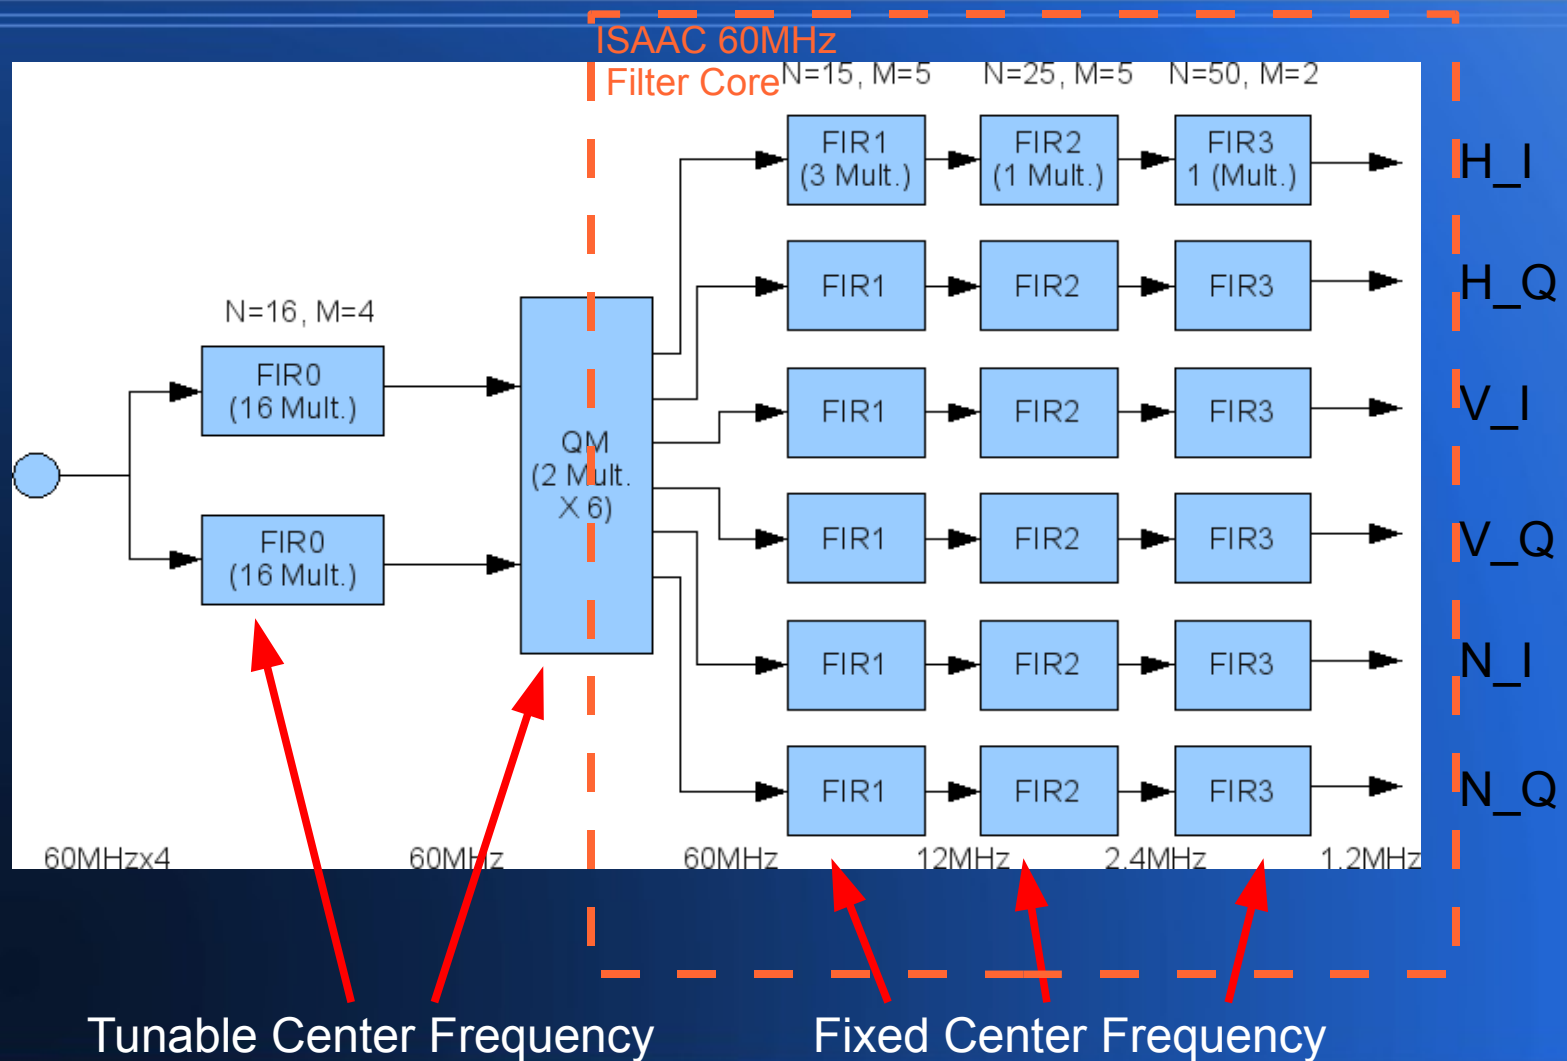 ISAAC 60MHz
Filter Core
N=15, M=5 N=25, M=5 N=50, M=2
FIR1
(3 Mult.)
FIR2
(1 Mult.)
FIR3
1 (Mult.)
H_I
FIR1 FIR2 FIR3 H_Q
N=16, M=4
FIR0
(16 Mult.)
FIR1 FIR2 FIR3 V_I
QM
(2 Mult.
X 6)
FIR0
(16 Mult.)
FIR1 FIR2 FIR3 V_Q
FIR1 FIR2 FIR3 N_I
FIR1 FIR2 FIR3 N_Q
60MHzx4 60MHz 60MHz 12MHz 2.4MHz 1.2MHz
Tunable Center Frequency Fixed Center Frequency